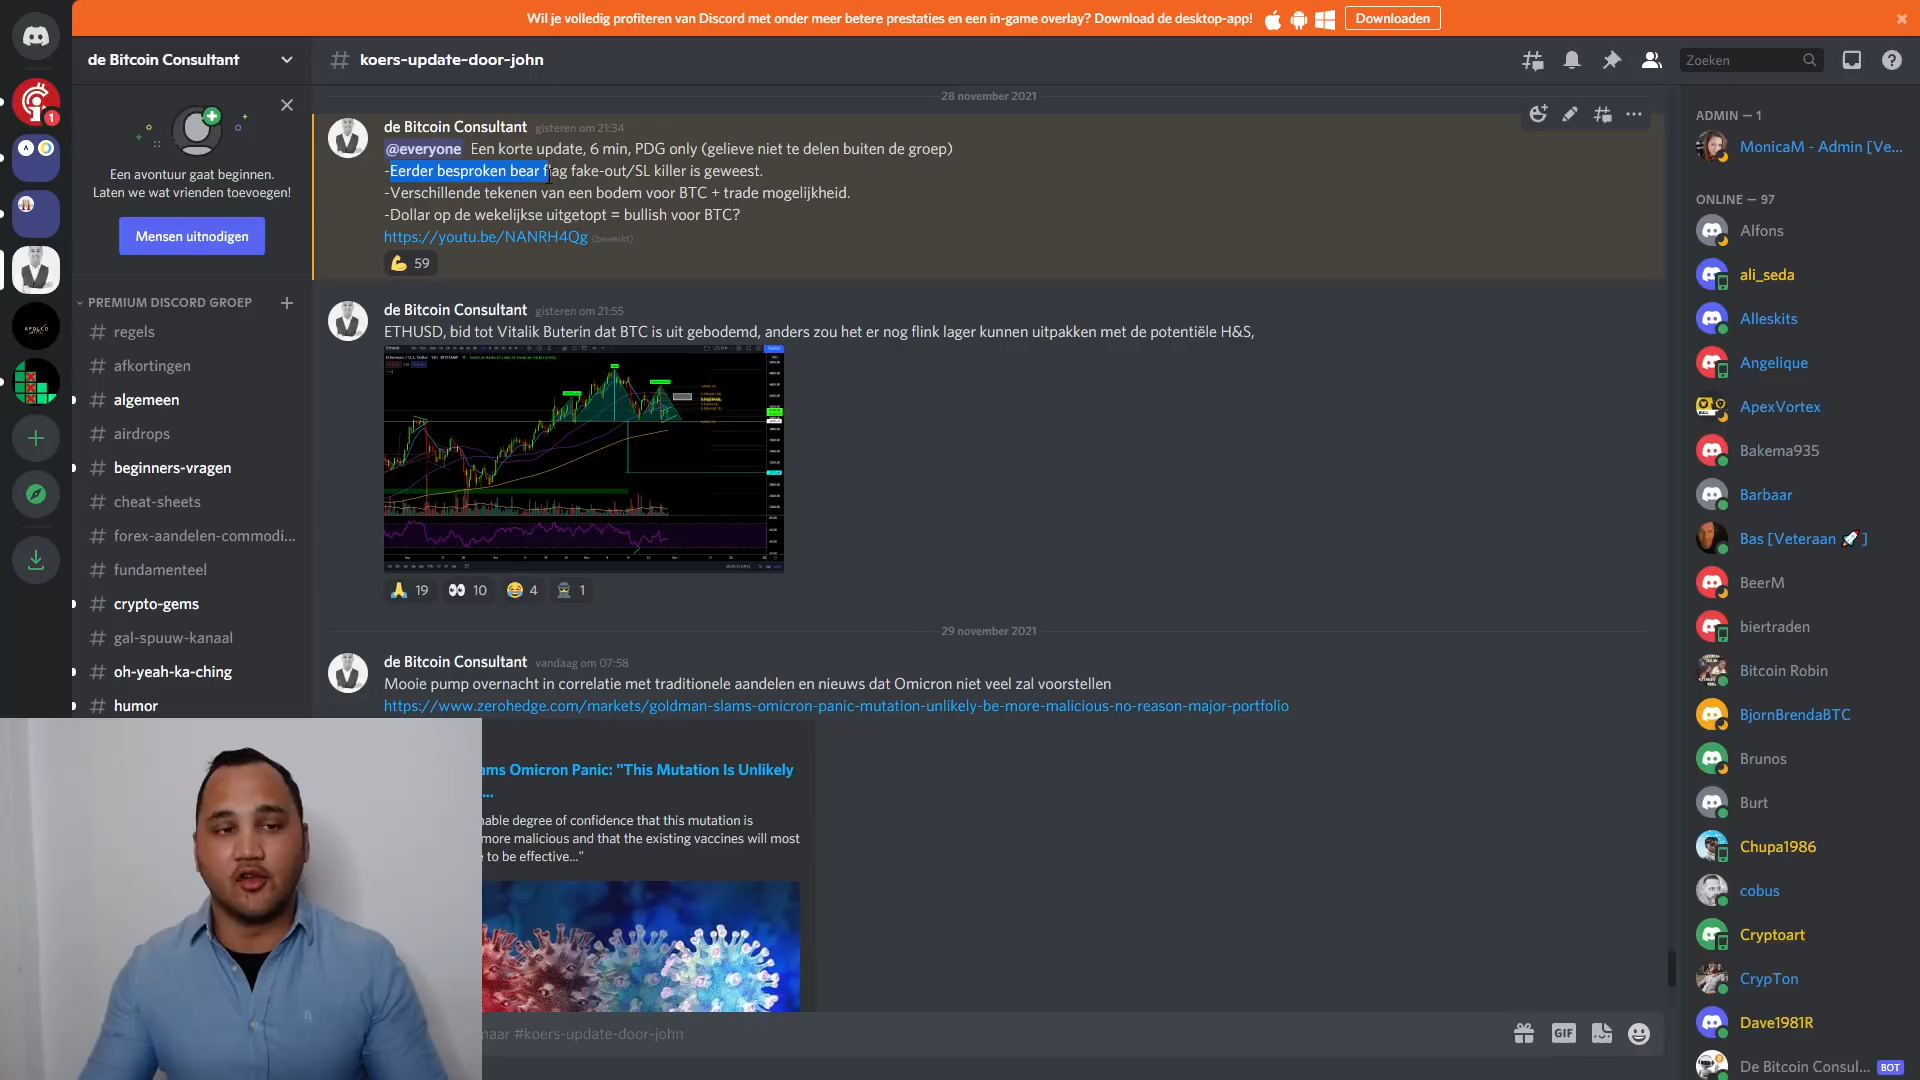 Wil je volledig profiteren van Discord met onder meer betere prestaties en een in-game overlay? Download de desktop-app!
Downloaden
de Bitcoin Consultant
koers-update-door-john
Zoeken
1
Een avontuur gaat beginnen.
Laten we wat vrienden toevoegen!
Mensen uitnodigen
PREMIUM DISCORD GROEP
regels
afkortingen
algemeen
airdrops
beginners-vragen
cheat-sheets
forex-aandelen-commodi...
fundamenteel
crypto-gems
gal-spuuw-kanaal
oh-yeah-ka-ching
humor
28 november 2021
de Bitcoin Consultant gisteren om 21:34
@everyone Een korte update, 6 min, PDG only (gelieve niet te delen buiten de groep)
-Eerder besproken bear flag fake-out/SL killer is geweest.
-Verschillende tekenen van een bodem voor BTC + trade mogelijkheid.
-Dollar op de wekelijkse uitgetopt = bullish voor BTC?
https://youtu.be/NANRH4Qg (bewerkt)
59
de Bitcoin Consultant gisteren om 21:55
ETHUSD, bid tot Vitalik Buterin dat BTC is uit gebodemd, anders zou het er nog flink lager kunnen uitpakken met de potentiële H&S,
19 10 4 1
29 november 2021
de Bitcoin Consultant vandaag om 07:58
Mooie pump overnacht in correlatie met traditionele aandelen en nieuws dat Omicron niet veel zal voorstellen
https://www.zerohedge.com/markets/goldman-slams-omicron-panic-mutation-unlikely-be-more-malicious-no-reason-major-portfolio
ams Omicron Panic: "This Mutation Is Unlikely
...
nable degree of confidence that this mutation is
more malicious and that the existing vaccines will most
to be effective..."
naar #koers-update-door-john
GIF
ADMIN — 1
MonicaM - Admin [Ve...
ONLINE — 97
Alfons
ali_seda
Alleskits
Angelique
ApexVortex
Bakema935
Barbaar
Bas [Veteraan 🚀]
BeerM
biertraden
Bitcoin Robin
BjornBrendaBTC
Brunos
Burt
Chupa1986
cobus
Cryptoart
CrypTon
Dave1981R
De Bitcoin Consul... BOT